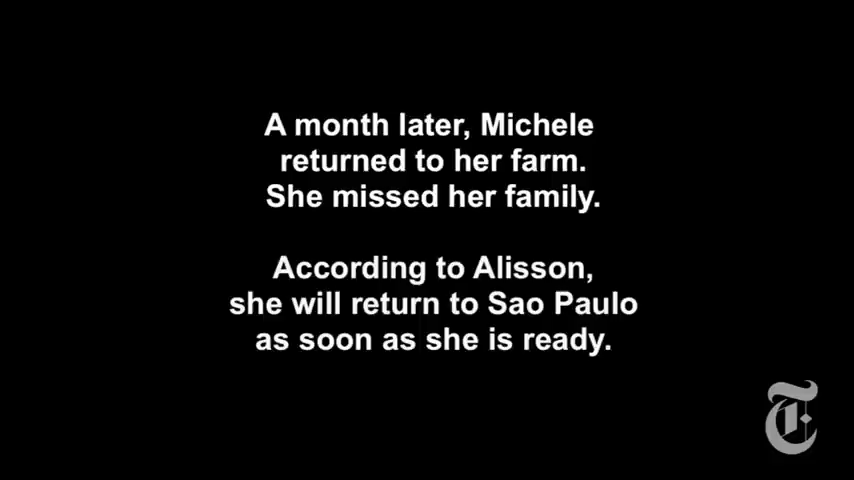 A month later, Michele
returned to her farm.
She missed her family.
According to Alisson,
she will return to Sao Paulo
as soon as she is ready.
T